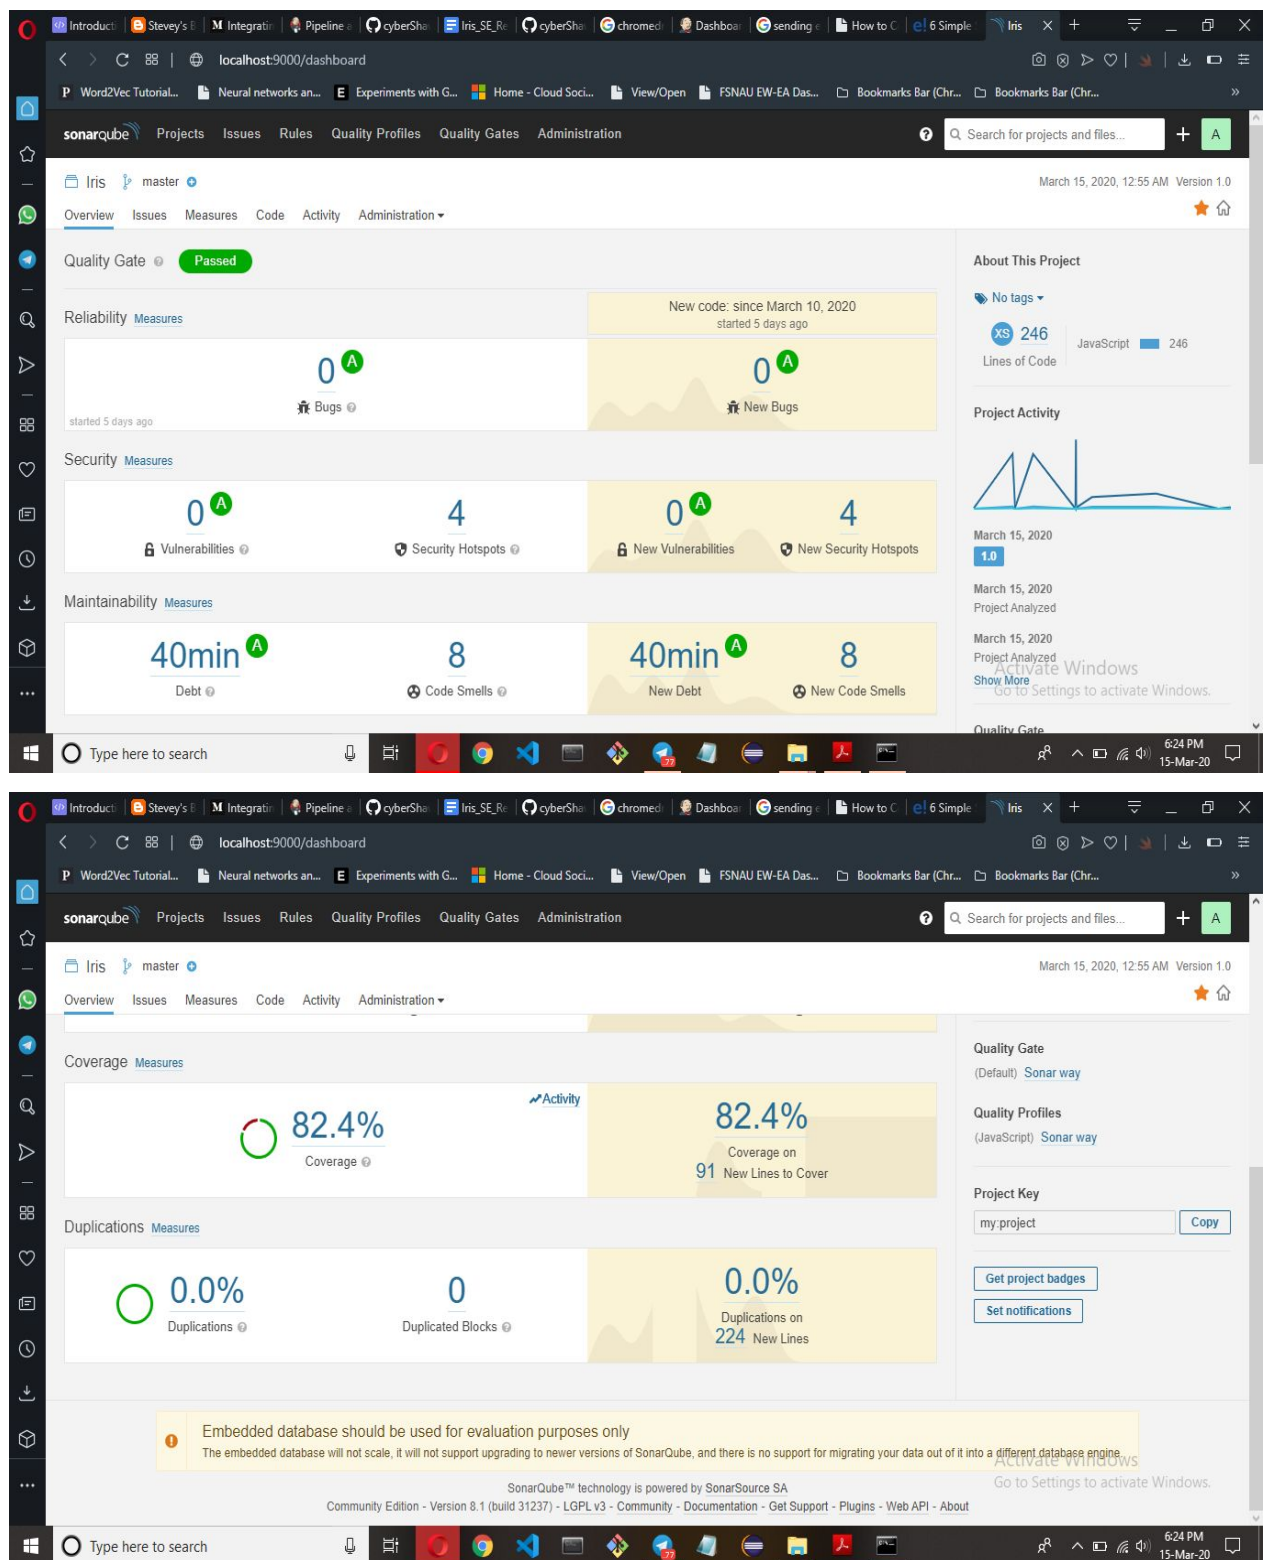 Introducti Stevey's B M Integratin Pipeline a cyberSha Iris_SE_Re cyberSha chromed Dashboar sending e How to C 6 Simple Iris
localhost:9000/dashboard
P Word2Vec Tutorial... Neural networks an... E Experiments with G... Home - Cloud Soci... View/Open FSNAU EW-EA Das... Bookmarks Bar (Chr... Bookmarks Bar (Chr... »
sonarqube Projects Issues Rules Quality Profiles Quality Gates Administration Search for projects and files... A
Iris master March 15, 2020, 12:55 AM Version 1.0
Overview Issues Measures Code Activity Administration
Quality Gate Passed
About This Project
No tags
New code: since March 10, 2020
started 5 days ago
Reliability Measures
XS 246
Lines of Code
JavaScript 246
0 A
Bugs
started 5 days ago
0 A
New Bugs
Project Activity
Security Measures
0 A
Vulnerabilities
4
Security Hotspots
0 A
New Vulnerabilities
4
New Security Hotspots
March 15, 2020
1.0
March 15, 2020
Project Analyzed
Maintainability Measures
40min A
Debt
8
Code Smells
40min A
New Debt
8
New Code Smells
March 15, 2020
Project Analyzed
Show More
Activate Windows
Go to Settings to activate Windows.
Quality Gate
Type here to search 77 6:24 PM
15-Mar-20
Introducti Stevey's B M Integratin Pipeline a cyberSha Iris_SE_Re cyberSha chromed Dashboar sending e How to C 6 Simple Iris
localhost:9000/dashboard
P Word2Vec Tutorial... Neural networks an... E Experiments with G... Home - Cloud Soci... View/Open FSNAU EW-EA Das... Bookmarks Bar (Chr... Bookmarks Bar (Chr... »
sonarqube Projects Issues Rules Quality Profiles Quality Gates Administration Search for projects and files... A
Iris master March 15, 2020, 12:55 AM Version 1.0
Overview Issues Measures Code Activity Administration
Coverage Measures
Activity
82.4%
Coverage
82.4%
Coverage on
91 New Lines to Cover
Quality Gate
(Default) Sonar way
Quality Profiles
(JavaScript) Sonar way
Project Key
my:project Copy
Get project badges
Set notifications
Duplications Measures
0.0%
Duplications
0
Duplicated Blocks
0.0%
Duplications on
224 New Lines
Embedded database should be used for evaluation purposes only
The embedded database will not scale, it will not support upgrading to newer versions of SonarQube, and there is no support for migrating your data out of it into a different database engine.
Activate Windows
Go to Settings to activate Windows.
SonarQube™ technology is powered by SonarSource SA
Community Edition - Version 8.1 (build 31237) - LGPL v3 - Community - Documentation - Get Support - Plugins - Web API - About
Type here to search 77 6:24 PM
15-Mar-20